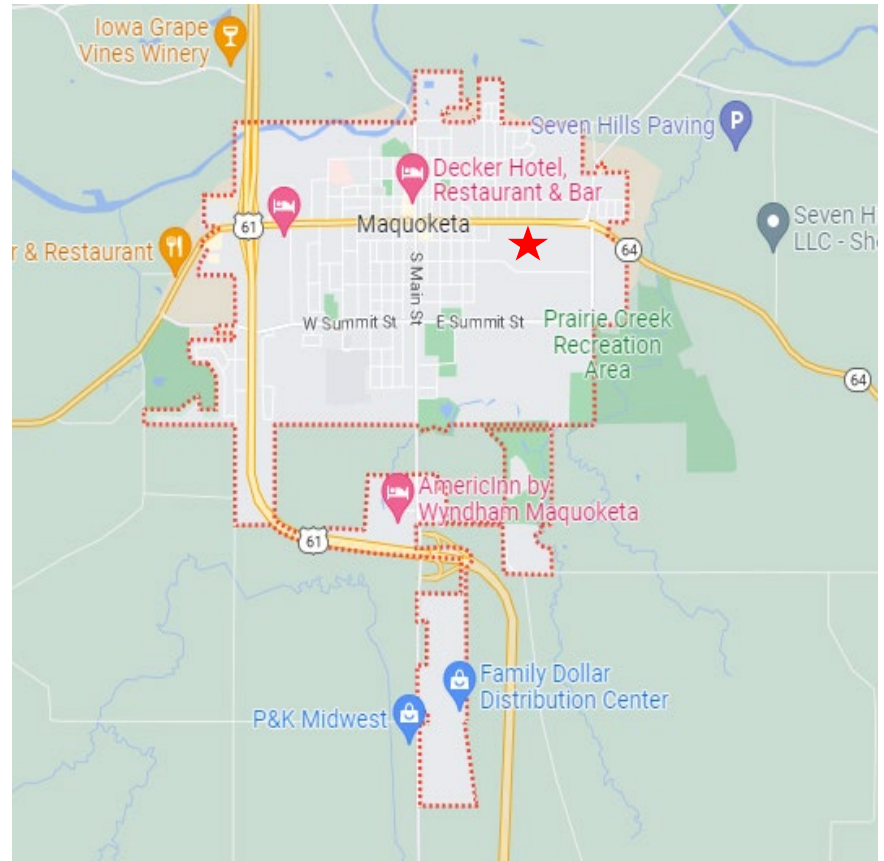 Iowa Grape
Vines Winery
Seven Hills Paving
P
Decker Hotel,
Restaurant & Bar
61
Maquoketa
Seven H
LLC - Sho
r & Restaurant
64
S Main St
W Summit St
E Summit St
Prairie Creek
Recreation
Area
64
AmericInn by
Wyndham Maquoketa
61
Family Dollar
Distribution Center
P&K Midwest